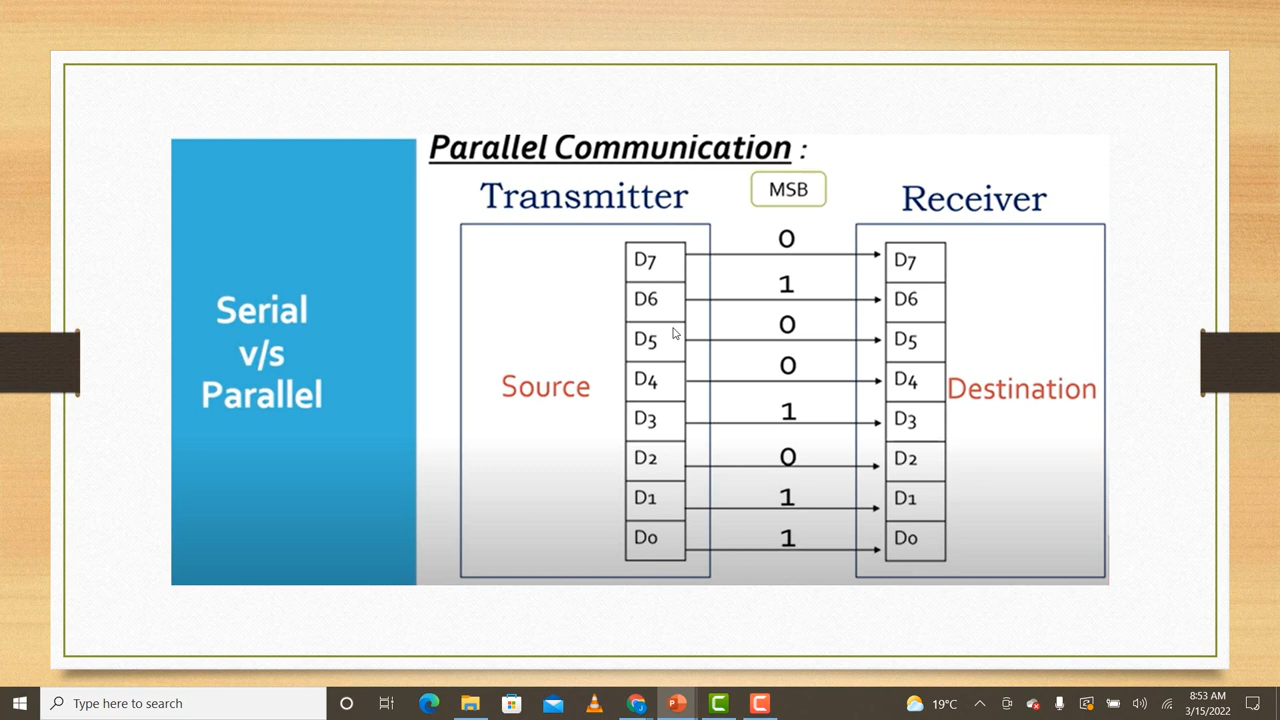 Parallel Communication :
Transmitter
MSB
Receiver
Serial
v/s
Parallel
Source
Destination
D7
0
D7
D6
1
D6
D5
0
D5
D4
0
D4
D3
1
D3
D2
0
D2
D1
1
D1
D0
1
D0
Type here to search
19°C
8:53 AM
3/15/2022